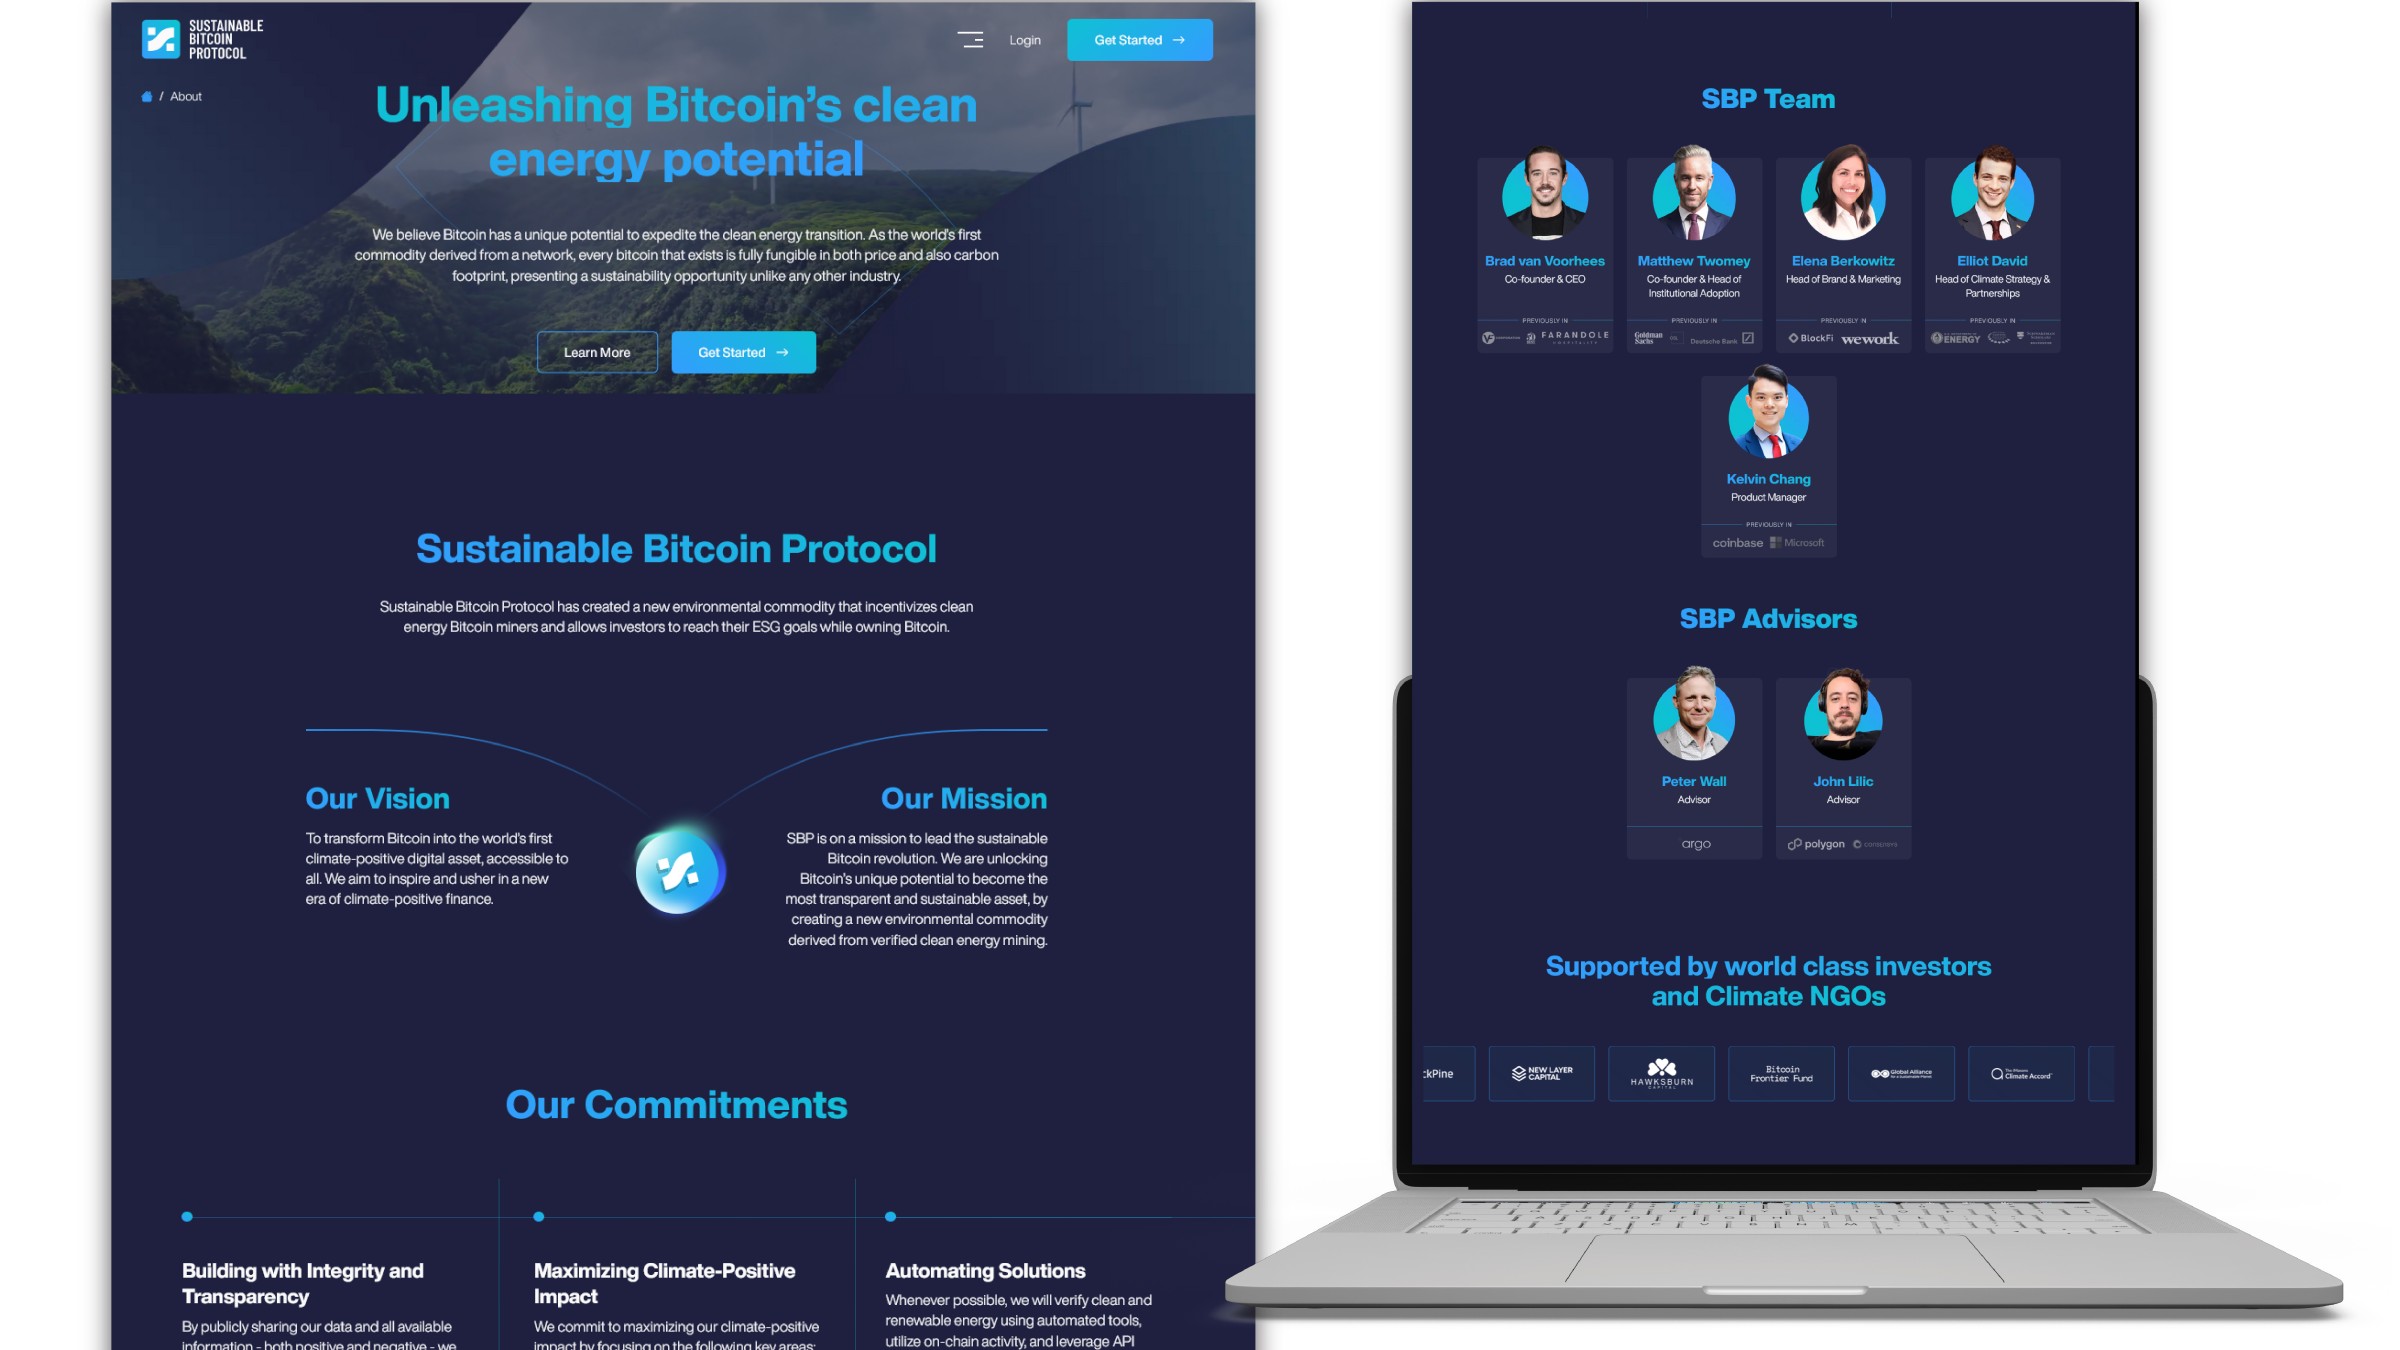 SUSTAINABLE
BITCOIN
PROTOCOL
Login
Get Started →
/ About
Unleashing Bitcoin’s clean
energy potential
We believe Bitcoin has a unique potential to expedite the clean energy transition. As the world’s first
commodity derived from a network, every bitcoin that exists is fully fungible in both price and also carbon
footprint, presenting a sustainability opportunity unlike any other industry.
Learn More
Get Started →
Sustainable Bitcoin Protocol
Sustainable Bitcoin Protocol has created a new environmental commodity that incentivizes clean
energy Bitcoin miners and allows investors to reach their ESG goals while owning Bitcoin.
Our Vision
To transform Bitcoin into the world’s first
climate-positive digital asset, accessible to
all. We aim to inspire and usher in a new
era of climate-positive finance.
Our Mission
SBP is on a mission to lead the sustainable
Bitcoin revolution. We are unlocking
Bitcoin’s unique potential to become the
most transparent and sustainable asset, by
creating a new environmental commodity
derived from verified clean energy mining.
Our Commitments
Building with Integrity and
Transparency
By publicly sharing our data and all available
information - both positive and negative - we
Maximizing Climate-Positive
Impact
We commit to maximizing our climate-positive
impact by focusing on the following key areas:
Automating Solutions
Whenever possible, we will verify clean and
renewable energy using automated tools,
utilize on-chain activity, and leverage API
SBP Team
Brad van Voorhees
Co-founder & CEO
PREVIOUSLY IN
FARANDOLE
HOSPITALITY
Matthew Twomey
Co-founder & Head of
Institutional Adoption
PREVIOUSLY IN
Goldman
Sachs
Deutsche Bank
Elena Berkowitz
Head of Brand & Marketing
PREVIOUSLY IN
BlockFi
wework
Elliot David
Head of Climate Strategy &
Partnerships
PREVIOUSLY IN
ENERGY
Kelvin Chang
Product Manager
PREVIOUSLY IN
coinbase
Microsoft
SBP Advisors
Peter Wall
Advisor
argo
John Lilic
Advisor
polygon
consensys
Supported by world class investors
and Climate NGOs
ckPine
NEW LAYER
CAPITAL
HAWKSBURN
CAPITAL
Bitcoin
Frontier Fund
Global Alliance
for a Sustainable Planet
Climate Accord